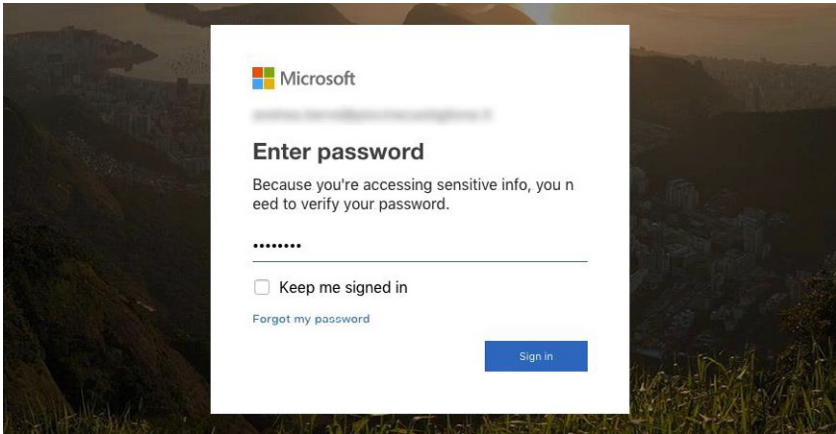 Microsoft
Enter password
Because you're accessing sensitive info, you n
eed to verify your password.
••••••••
Keep me signed in
Forgot my password
Sign in